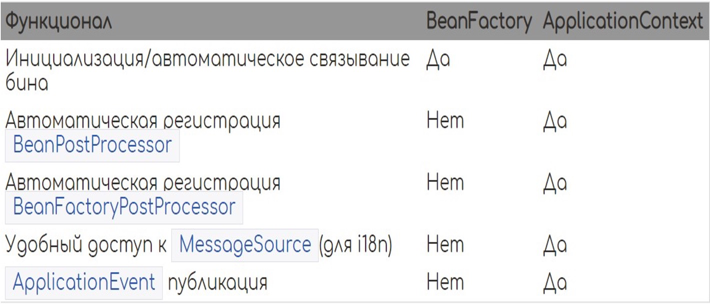 Функционал BeanFactory ApplicationContext
Инициализация/автоматическое связывание Да Да
бина
Автоматическая регистрация Нет Да
BeanPostProcessor
Автоматическая регистрация Нет Да
BeanFactoryPostProcessor
Удобный доступ к MessageSource (для i18n) Нет Да
ApplicationEvent публикация Нет Да